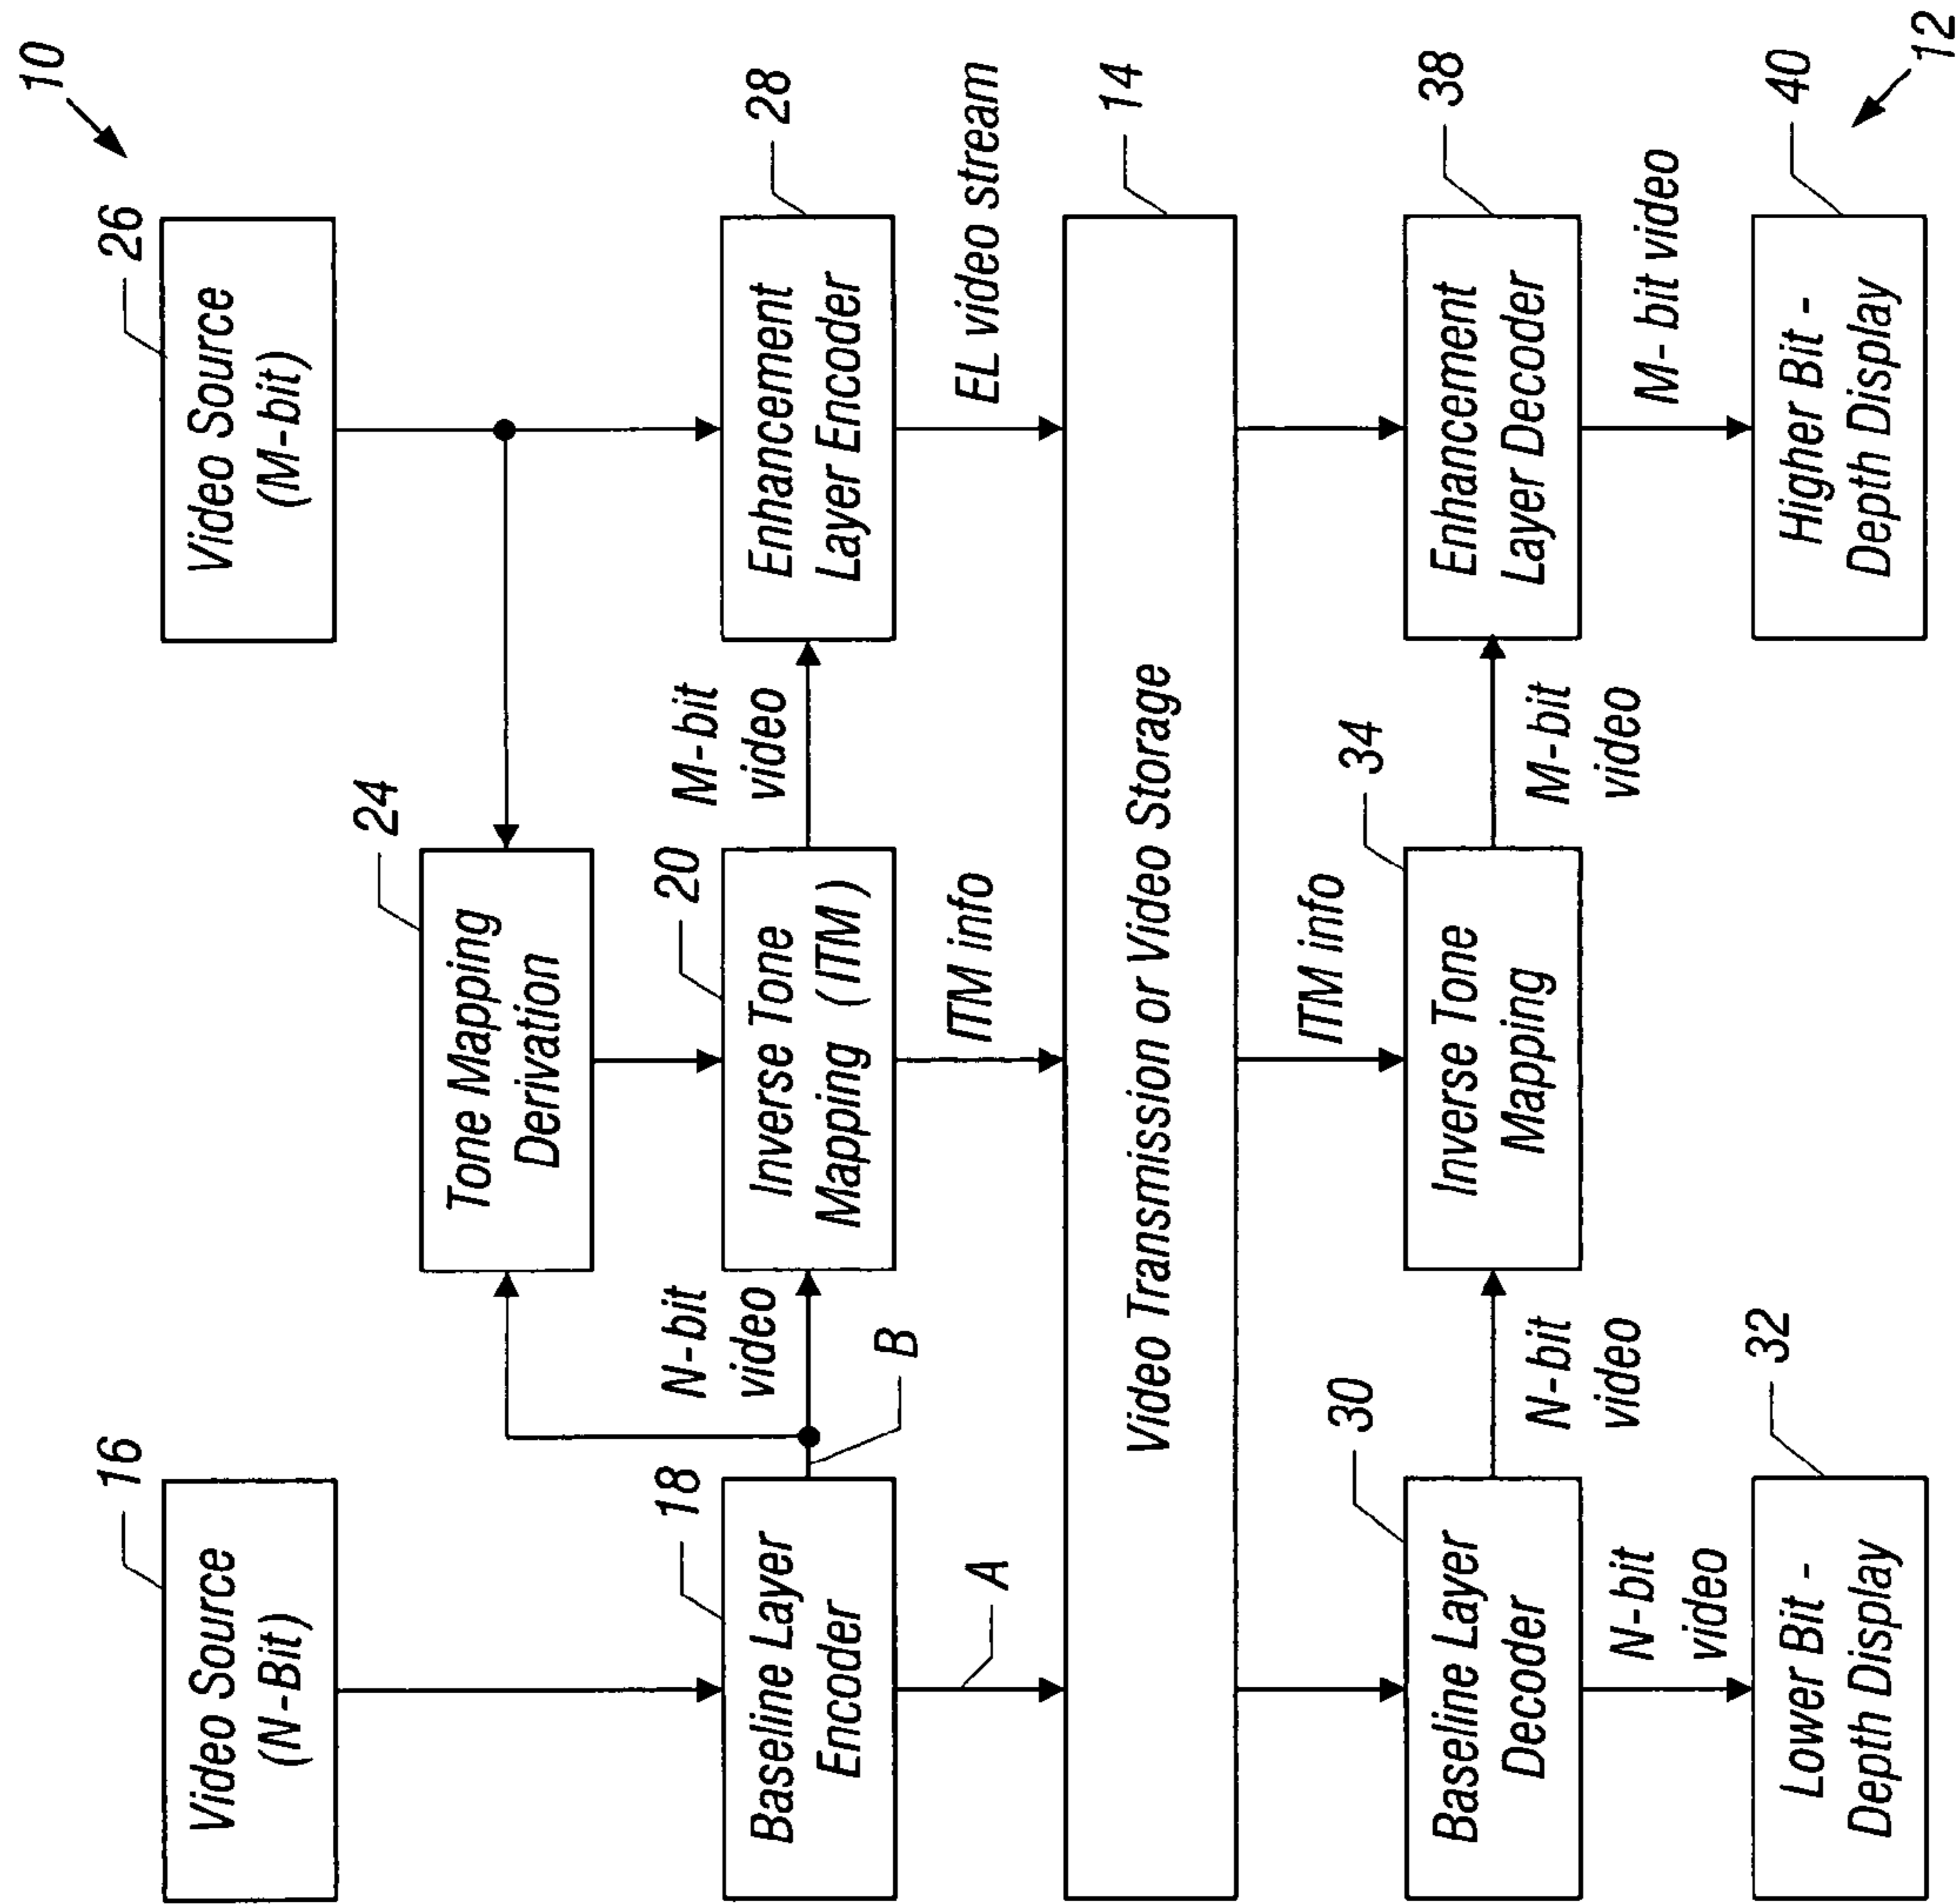 10
16
Video Source
(N-Bit)
26
Video Source
(M-bit)
24
Tone Mapping
Derivation
18
Baseline Layer
Encoder
N-bit
video
B
20
Inverse Tone
Mapping (ITM)
M-bit
video
28
Enhancement
Layer Encoder
A
ITM info
EL video stream
Video Transmission or Video Storage
14
30
Baseline Layer
Decoder
N-bit
video
ITM info
34
Inverse Tone
Mapping
M-bit
video
38
Enhancement
Layer Decoder
N-bit
video
M- bit video
32
Lower Bit -
Depth Display
40
Higher Bit -
Depth Display
12